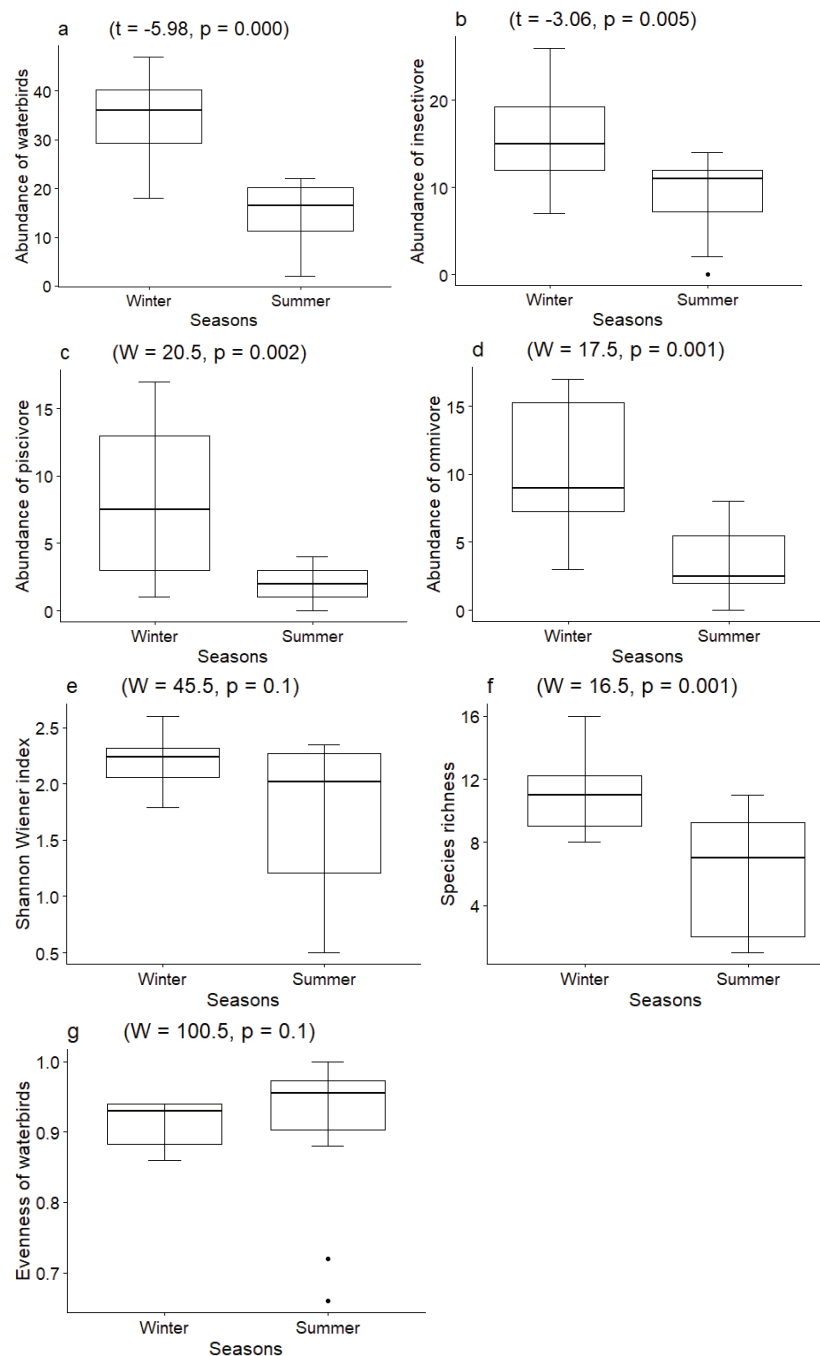 a (t = -5.98, p = 0.000)
Abundance of waterbirds
40
30
20
10
0
Winter Summer
Seasons
b (t = -3.06, p = 0.005)
Abundance of insectivore
20
10
0
Winter Summer
Seasons
c (W = 20.5, p = 0.002)
Abundance of piscivore
15
10
5
0
Winter Summer
Seasons
d (W = 17.5, p = 0.001)
Abundance of omnivore
15
10
5
0
Winter Summer
Seasons
e (W = 45.5, p = 0.1)
Shannon Wiener index
2.5
2.0
1.5
1.0
0.5
Winter Summer
Seasons
f (W = 16.5, p = 0.001)
Species richness
16
12
8
4
Winter Summer
Seasons
g (W = 100.5, p = 0.1)
Evenness of waterbirds
1.0
0.9
0.8
0.7
Winter Summer
Seasons